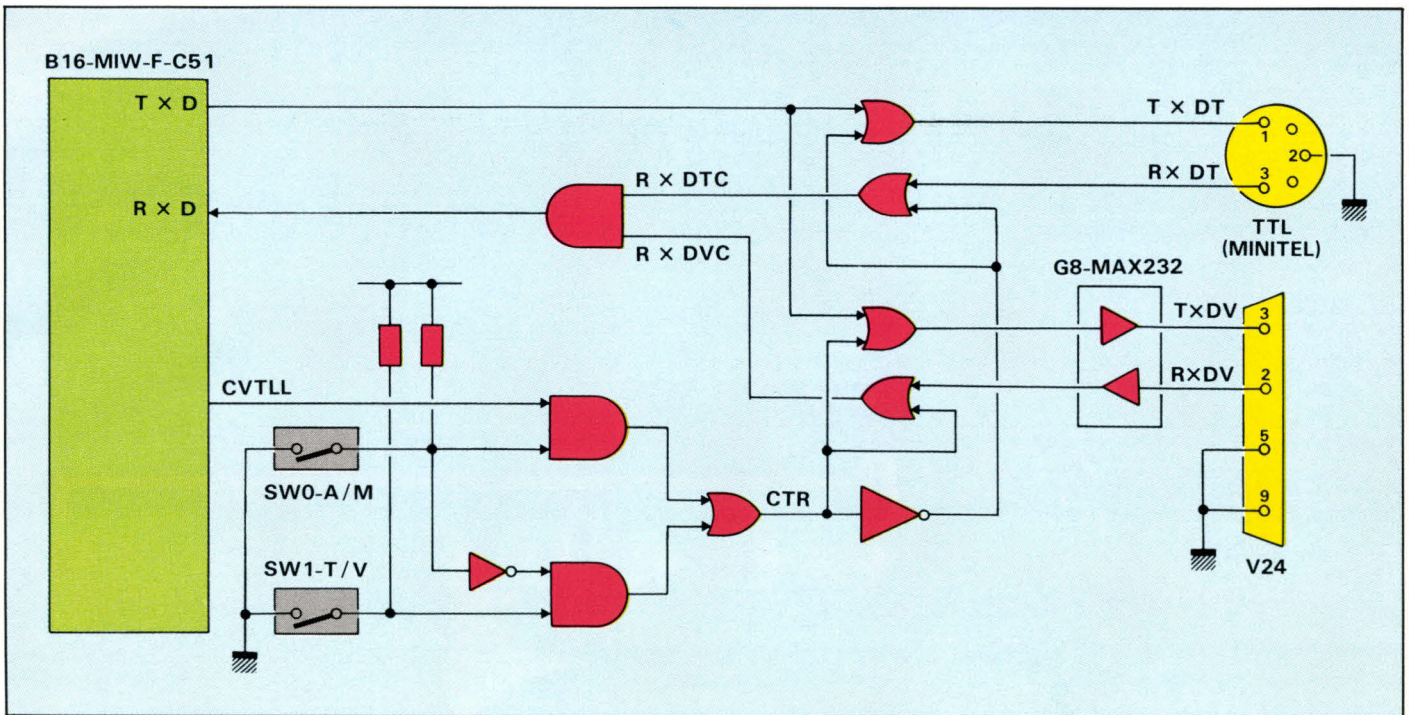 B16-MIW-F-C51
T × D
R × D
CVTLL
SW0-A/M
SW1-T/V
R × DTC
R × DVC
CTR
T × DT
R× DT
1
2
3
TTL
(MINITEL)
G8-MAX232
T×DV
R×DV
3
2
5
9
V24